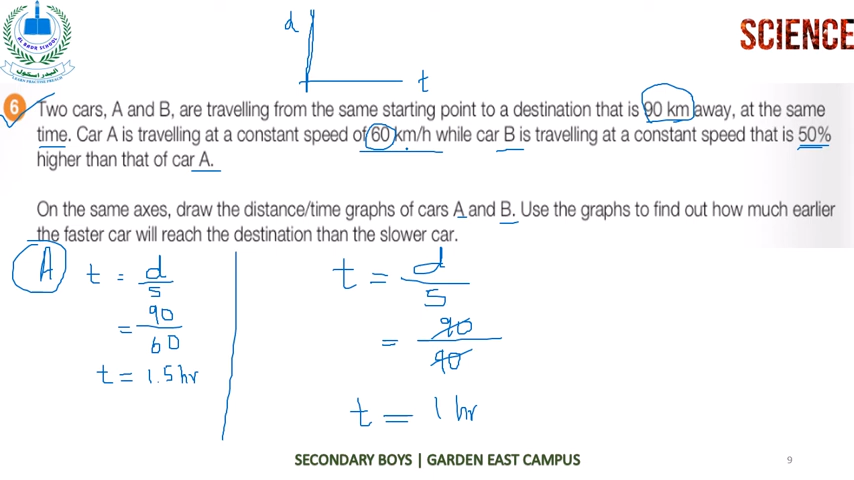 AL BADR SCHOOL
SCIENCE
d
t
6 Two cars, A and B, are travelling from the same starting point to a destination that is 90 km away, at the same
time. Car A is travelling at a constant speed of 60 km/h while car B is travelling at a constant speed that is 50%
higher than that of car A.
On the same axes, draw the distance/time graphs of cars A and B. Use the graphs to find out how much earlier
the faster car will reach the destination than the slower car.
A
t = d/s
= 90/60
t = 1.5 hr
t = d/s
= 90/90
t = 1 hr
SECONDARY BOYS | GARDEN EAST CAMPUS
9